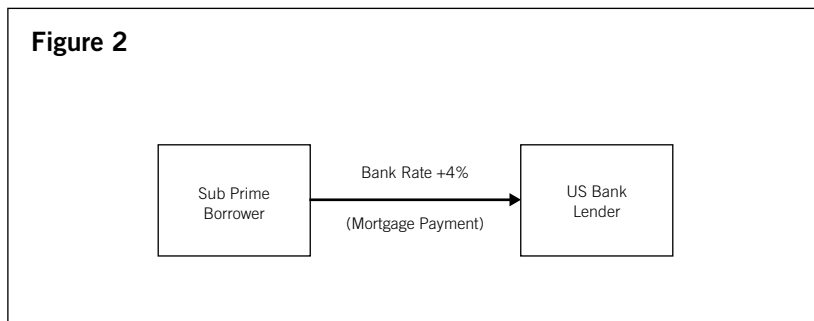 Figure 2
Sub Prime
Borrower
Bank Rate +4%
(Mortgage Payment)
US Bank
Lender